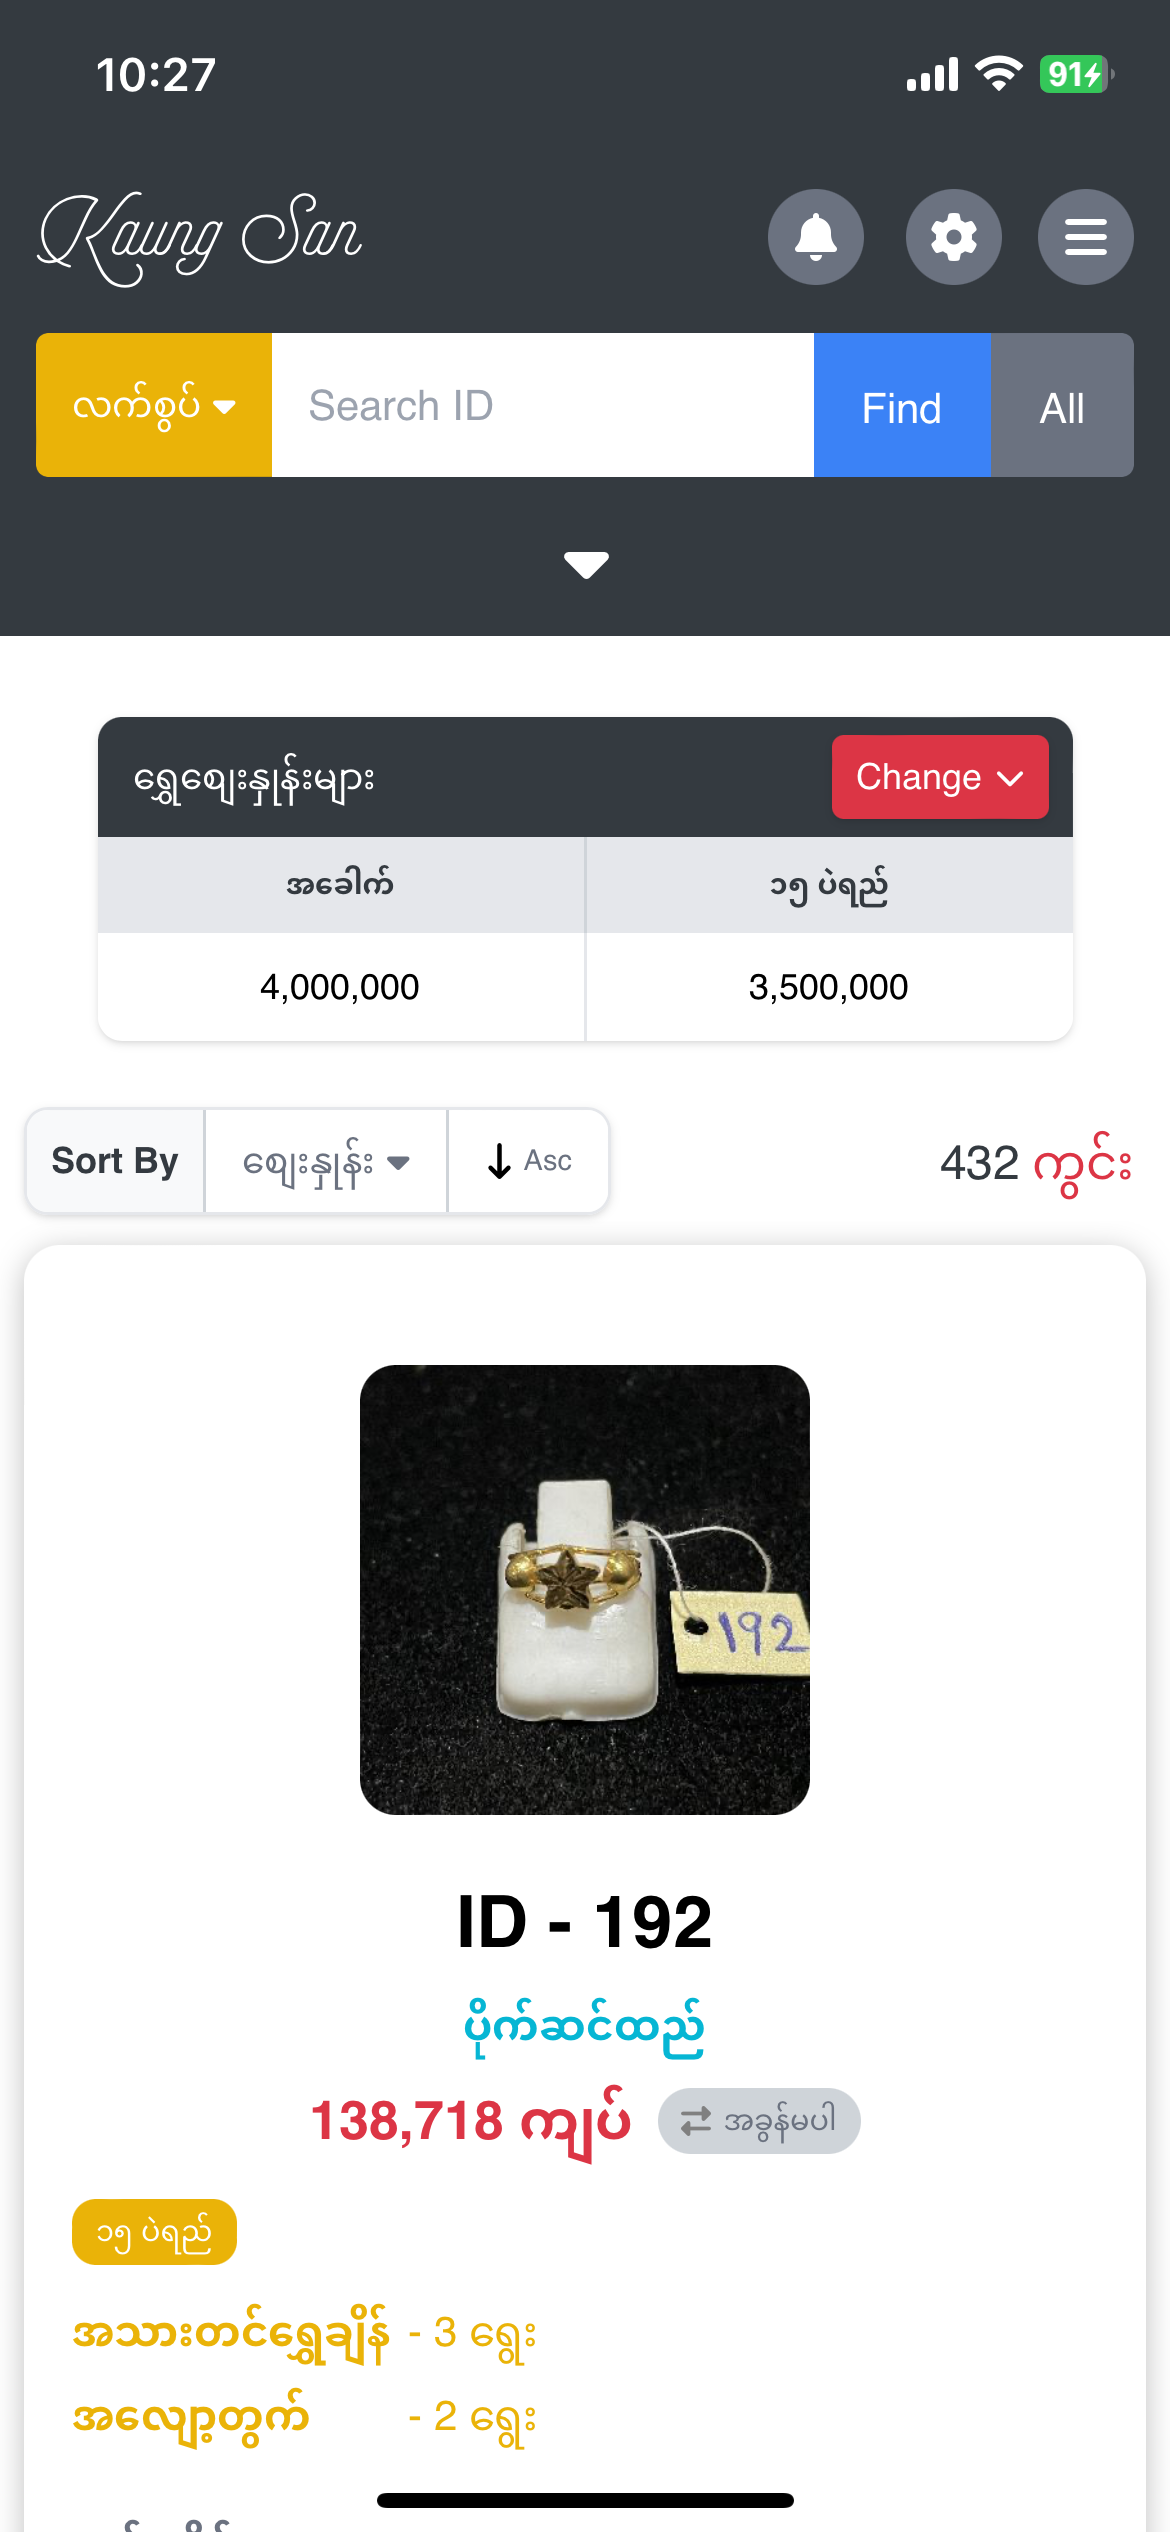 10:27
91
Kaung San
လက်စွပ်
Search ID
Find
All
ရွှေစျေးနှုန်းများ
Change
အခေါက်
၁၅ ပဲရည်
4,000,000
3,500,000
Sort By
စျေးနှုန်း
Asc
432 ကွင်း
192
ID - 192
ပိုက်ဆင်ထည်
138,718 ကျပ်
အခွန်မပါ
၁၅ ပဲရည်
အသားတင်ရွှေချိန် - 3 ရွေး
အလျော့တွက် - 2 ရွေး